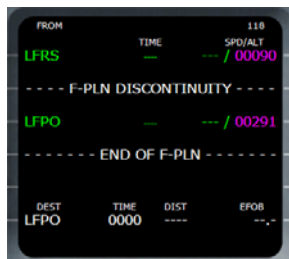 FROM 118
TIME SPD/ALT
LFRS --- --- / 00090
---- F-PLN DISCONTINUITY ----
LFPO --- --- / 00291
------- END OF F-PLN -------
DEST TIME DIST EFOB
LFPO 0000 ---- --.-